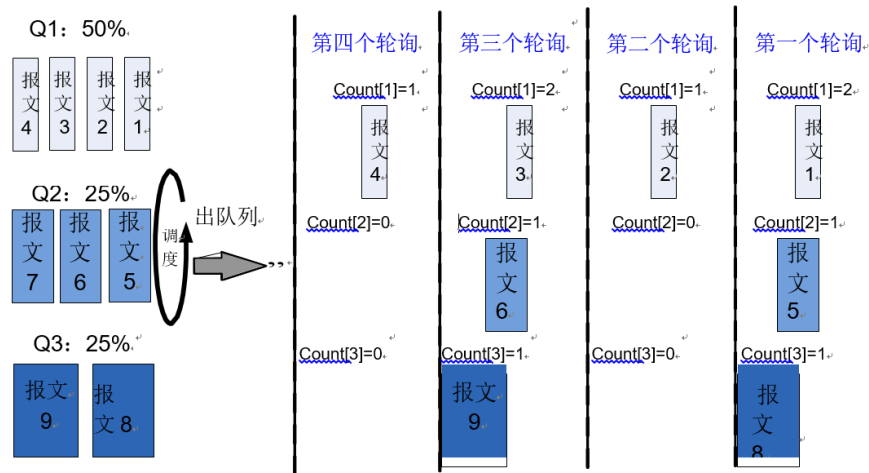 Q1：50%
报文4
报文3
报文2
报文1
Q2：25%
报文7
报文6
报文5
调度
出队列
,,
Q3：25%
报文9
报文8
第四个轮询
第三个轮询
第二个轮询
第一个轮询
Count[1]=1
Count[1]=2
Count[1]=1
Count[1]=2
报文4
报文3
报文2
报文1
Count[2]=0
Count[2]=1
Count[2]=0
Count[2]=1
报文6
报文5
Count[3]=0
Count[3]=1
Count[3]=0
Count[3]=1
报文9
报文8